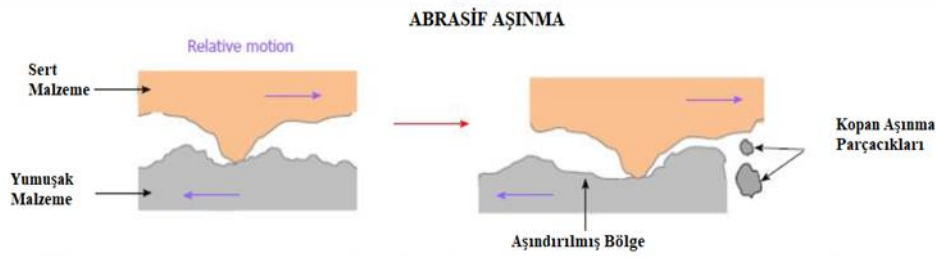 ABRASİF AŞINMA
Relative motion
Sert
Malzeme
Yumuşak
Malzeme
Kopan Aşınma
Parçacıkları
Aşındırılmış Bölge